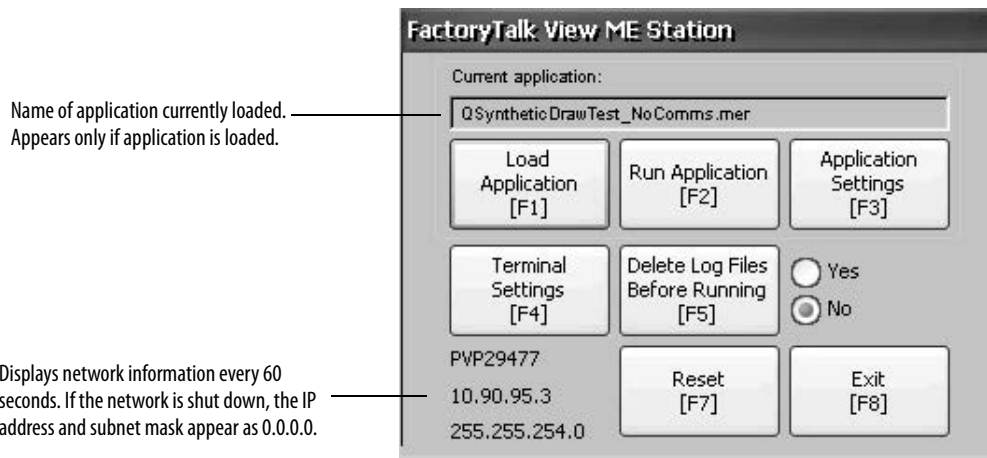 FactoryTalk View ME Station
Current application:
QSyntheticDrawTest_NoComms.mer
Name of application currently loaded.
Appears only if application is loaded.
Load
Application
[F1]
Run Application
[F2]
Application
Settings
[F3]
Terminal
Settings
[F4]
Delete Log Files
Before Running
[F5]
Yes
No
Displays network information every 60
seconds. If the network is shut down, the IP
address and subnet mask appear as 0.0.0.0.
PVP29477
10.90.95.3
255.255.254.0
Reset
[F7]
Exit
[F8]